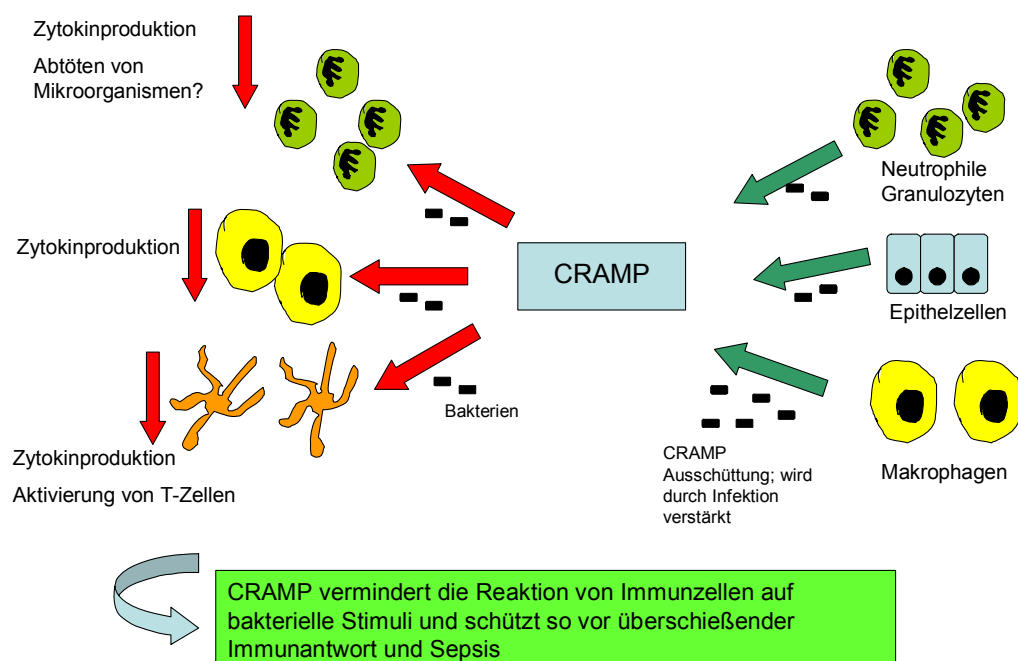 Zytokinproduktion
Abtöten von
Mikroorganismen?
Neutrophile
Granulozyten
Zytokinproduktion
CRAMP
Epithelzellen
Bakterien
Zytokinproduktion
Aktivierung von T-Zellen
CRAMP
Ausschüttung; wird
durch Infektion
verstärkt
Makrophagen
CRAMP vermindert die Reaktion von Immunzellen auf
bakterielle Stimuli und schützt so vor überschießender
Immunantwort und Sepsis